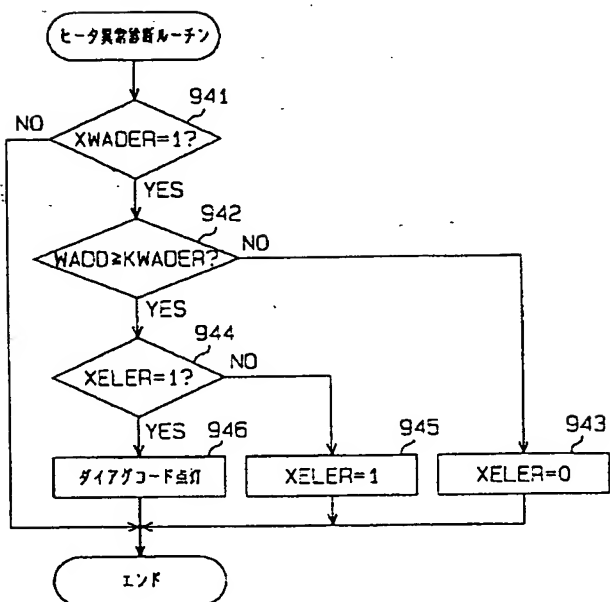 ヒータ異常診断ルーチン
941
NO
XWADER=1?
YES
942
NO
WADD≧KWADER?
YES
944
NO
XELER=1?
YES
946
945
943
ダイアグコード点灯
XELER=1
XELER=0
エンド